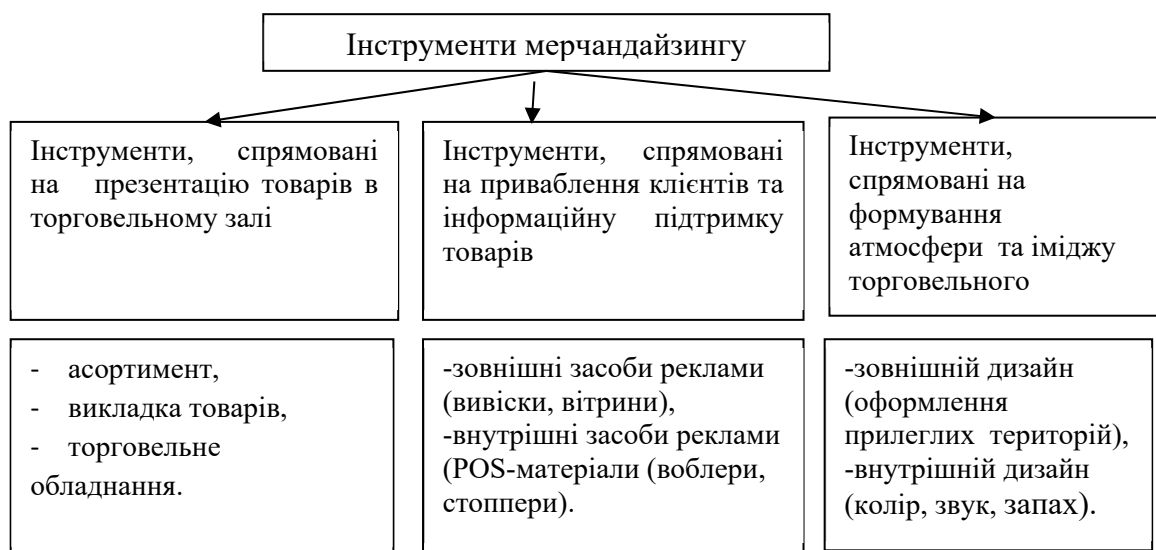 Інструменти мерчандайзингу
Інструменти, спрямовані
на презентацію товарів в
торговельному залі
Інструменти, спрямовані
на приваблення клієнтів та
інформаційну підтримку
товарів
Інструменти,
спрямовані на
формування
атмосфери та іміджу
торговельного
- асортимент,
- викладка товарів,
- торговельне
обладнання.
-зовнішні засоби реклами
(вивіски, вітрини),
-внутрішні засоби реклами
(POS-матеріали (воблери,
стоппери).
-зовнішній дизайн
(оформлення
прилеглих територій),
-внутрішній дизайн
(колір, звук, запах).